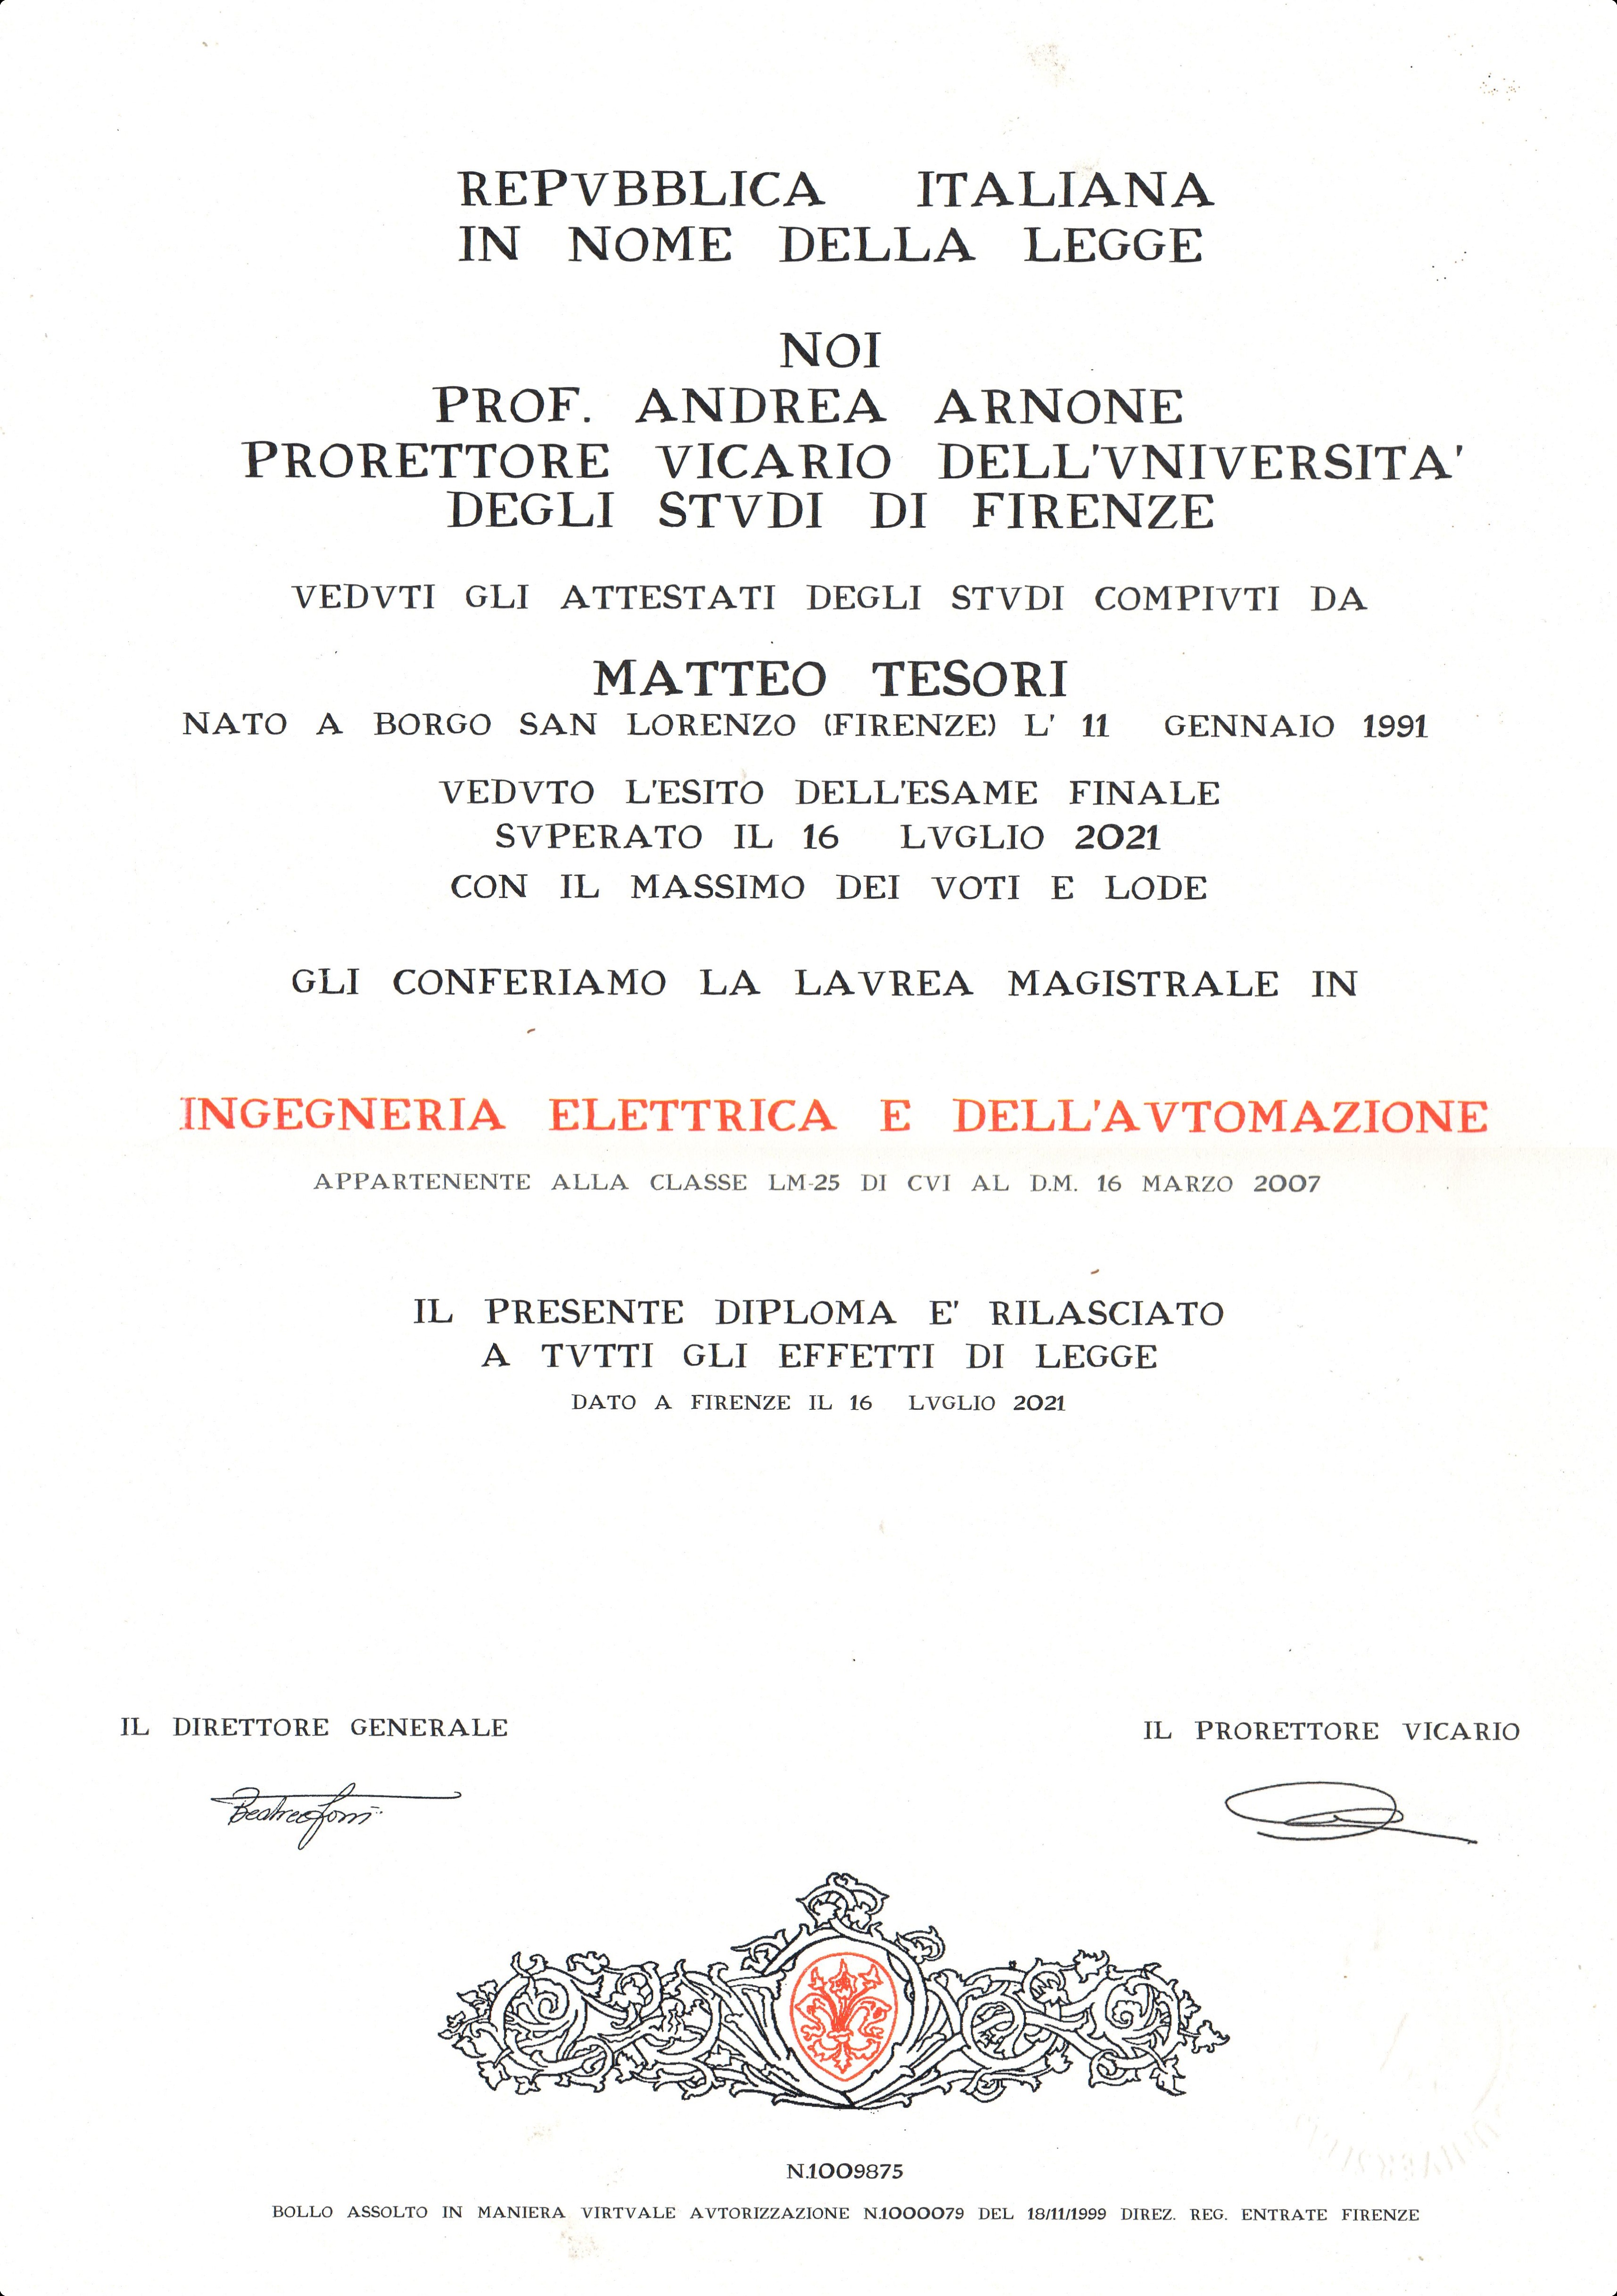 REPVBBLICA ITALIANA
IN NOME DELLA LEGGE
NOI
PROF. ANDREA ARNONE
PRORETTORE VICARIO DELL'VNIVERSITA'
DEGLI STVDI DI FIRENZE
VEDVTI GLI ATTESTATI DEGLI STVDI COMPIVTI DA
MATTEO TESORI
NATO A BORGO SAN LORENZO (FIRENZE) L' 11 GENNAIO 1991
VEDVTO L'ESITO DELL'ESAME FINALE
SVPERATO IL 16 LVGLIO 2021
CON IL MASSIMO DEI VOTI E LODE
GLI CONFERIAMO LA LAVREA MAGISTRALE IN
INGEGNERIA ELETTRICA E DELL'AVTOMAZIONE
APPARTENENTE ALLA CLASSE LM-25 DI CVI AL D.M. 16 MARZO 2007
IL PRESENTE DIPLOMA E' RILASCIATO
A TVTTI GLI EFFETTI DI LEGGE
DATO A FIRENZE IL 16 LVGLIO 2021
IL DIRETTORE GENERALE
IL PRORETTORE VICARIO
N.1009875
BOLLO ASSOLTO IN MANIERA VIRTVALE AVTORIZZAZIONE N.1000079 DEL 18/11/1999 DIREZ. REG. ENTRATE FIRENZE